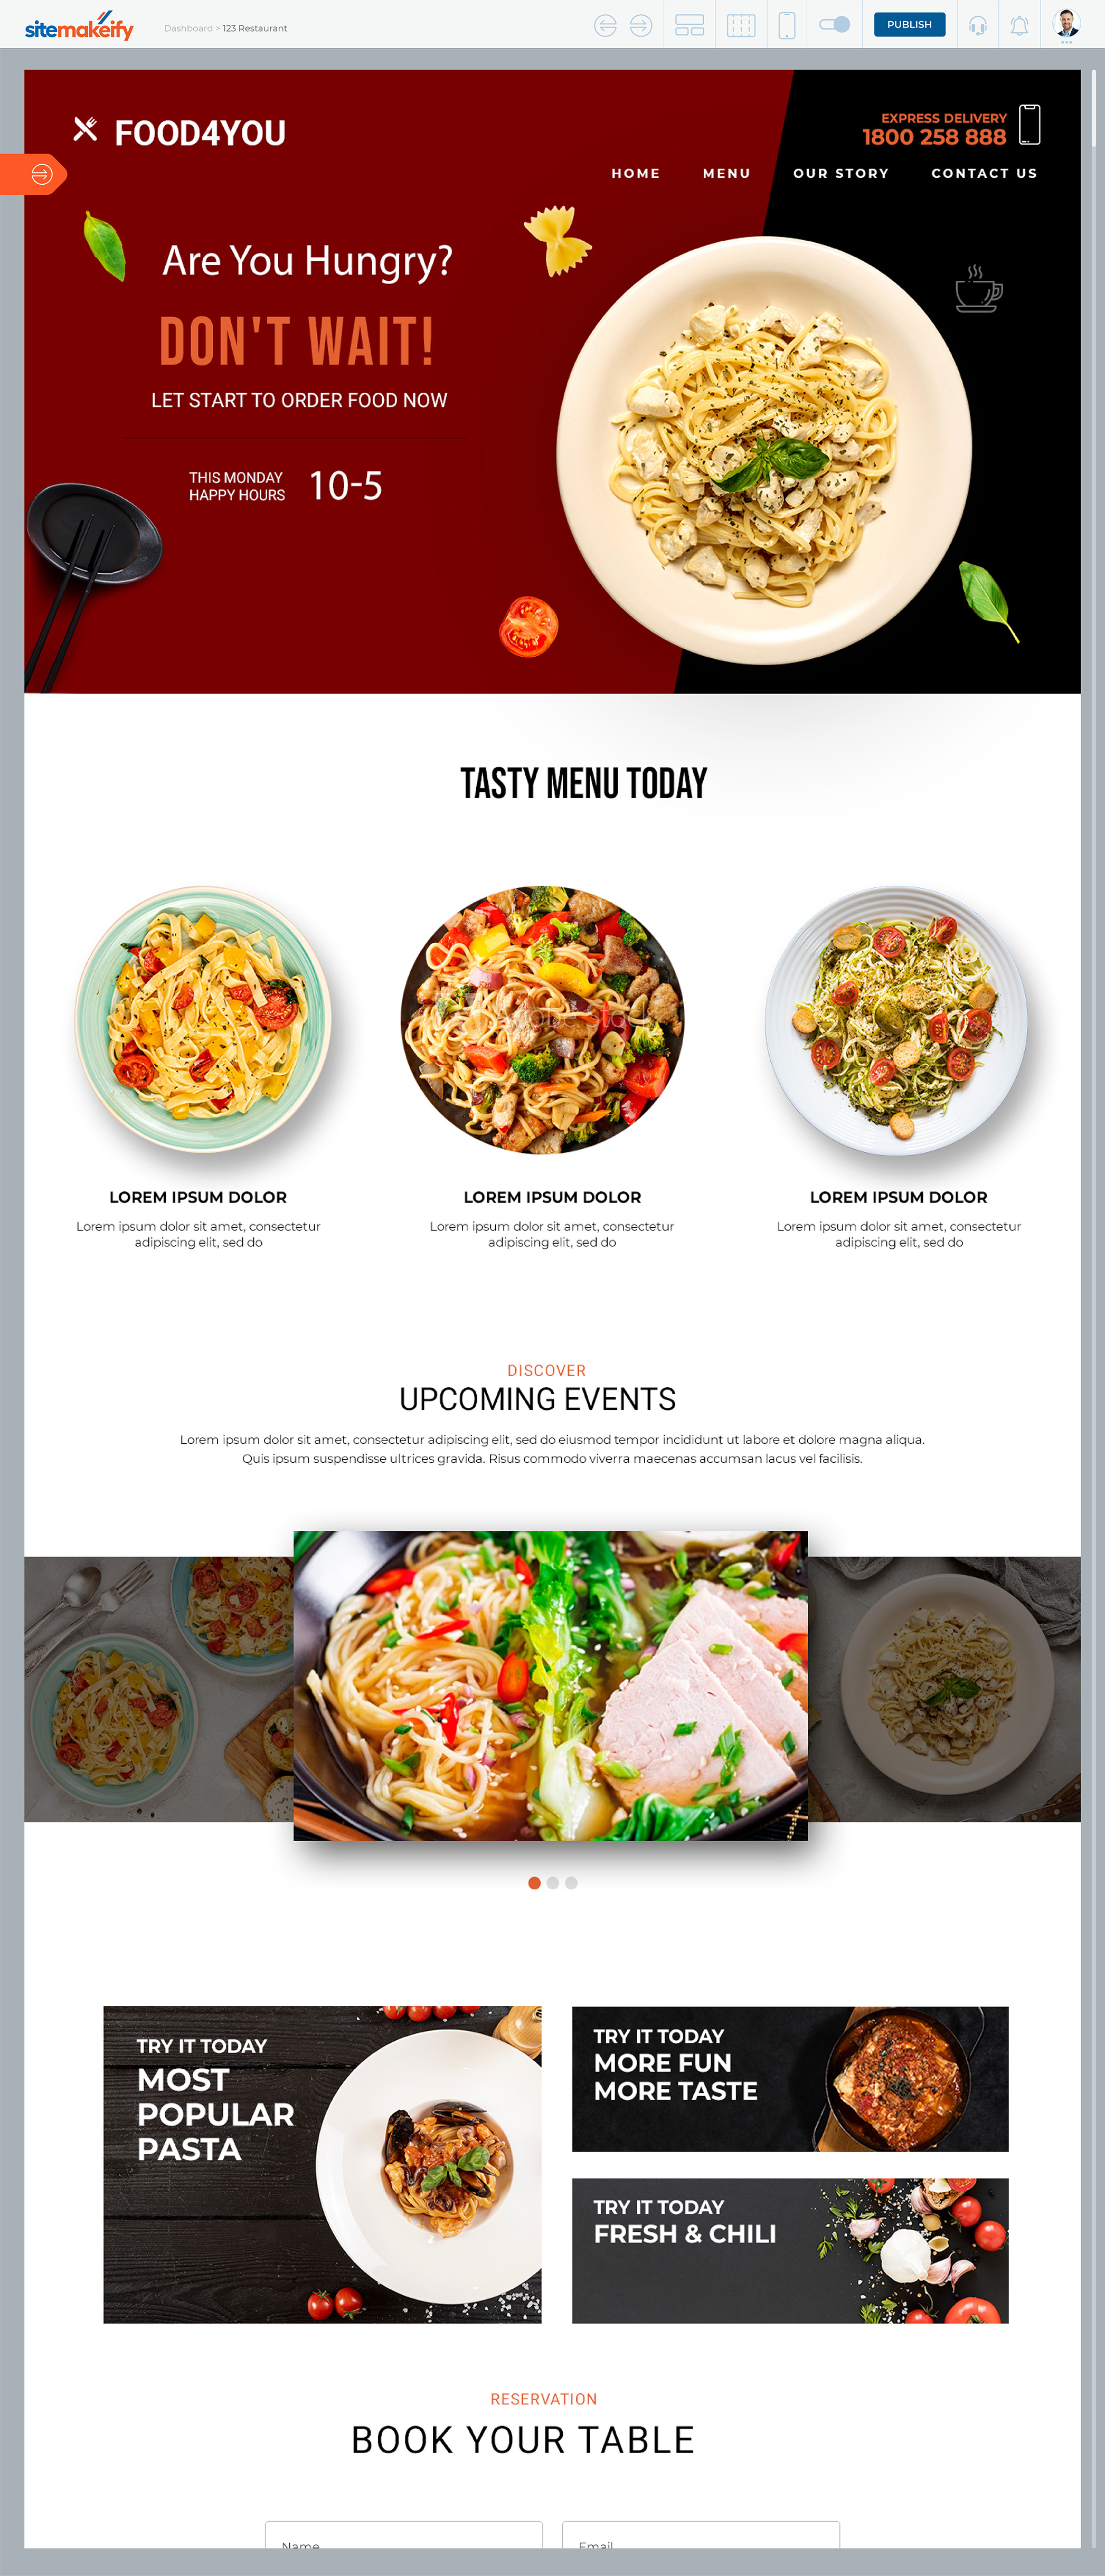 sitemakeify
Dashboard > 123 Restaurant
PUBLISH
FOOD4YOU
EXPRESS DELIVERY
1800 258 888
HOME MENU OUR STORY CONTACT US
Are You Hungry?
DON'T WAIT!
LET START TO ORDER FOOD NOW
THIS MONDAY
HAPPY HOURS
10-5
TASTY MENU TODAY
LOREM IPSUM DOLOR
Lorem ipsum dolor sit amet, consectetur
adipiscing elit, sed do
LOREM IPSUM DOLOR
Lorem ipsum dolor sit amet, consectetur
adipiscing elit, sed do
LOREM IPSUM DOLOR
Lorem ipsum dolor sit amet, consectetur
adipiscing elit, sed do
DISCOVER
UPCOMING EVENTS
Lorem ipsum dolor sit amet, consectetur adipiscing elit, sed do eiusmod tempor incididunt ut labore et dolore magna aliqua.
Quis ipsum suspendisse ultrices gravida. Risus commodo viverra maecenas accumsan lacus vel facilisis.
TRY IT TODAY
MOST
POPULAR
PASTA
TRY IT TODAY
MORE FUN
MORE TASTE
TRY IT TODAY
FRESH & CHILI
RESERVATION
BOOK YOUR TABLE
Name
Email